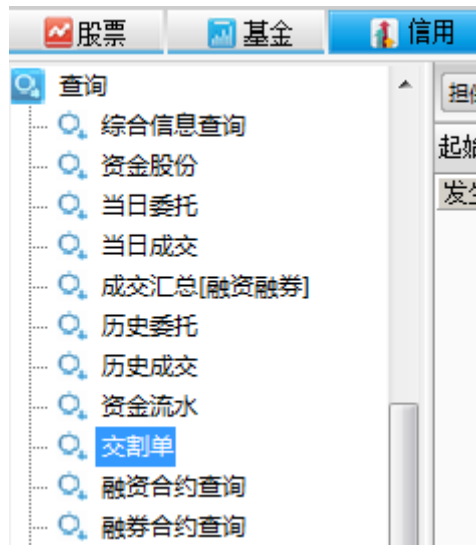 股票 基金 信用
查询
综合信息查询
资金股份
当日委托
当日成交
成交汇总[融资融券]
历史委托
历史成交
资金流水
交割单
融资合约查询
融券合约查询
担
起
发